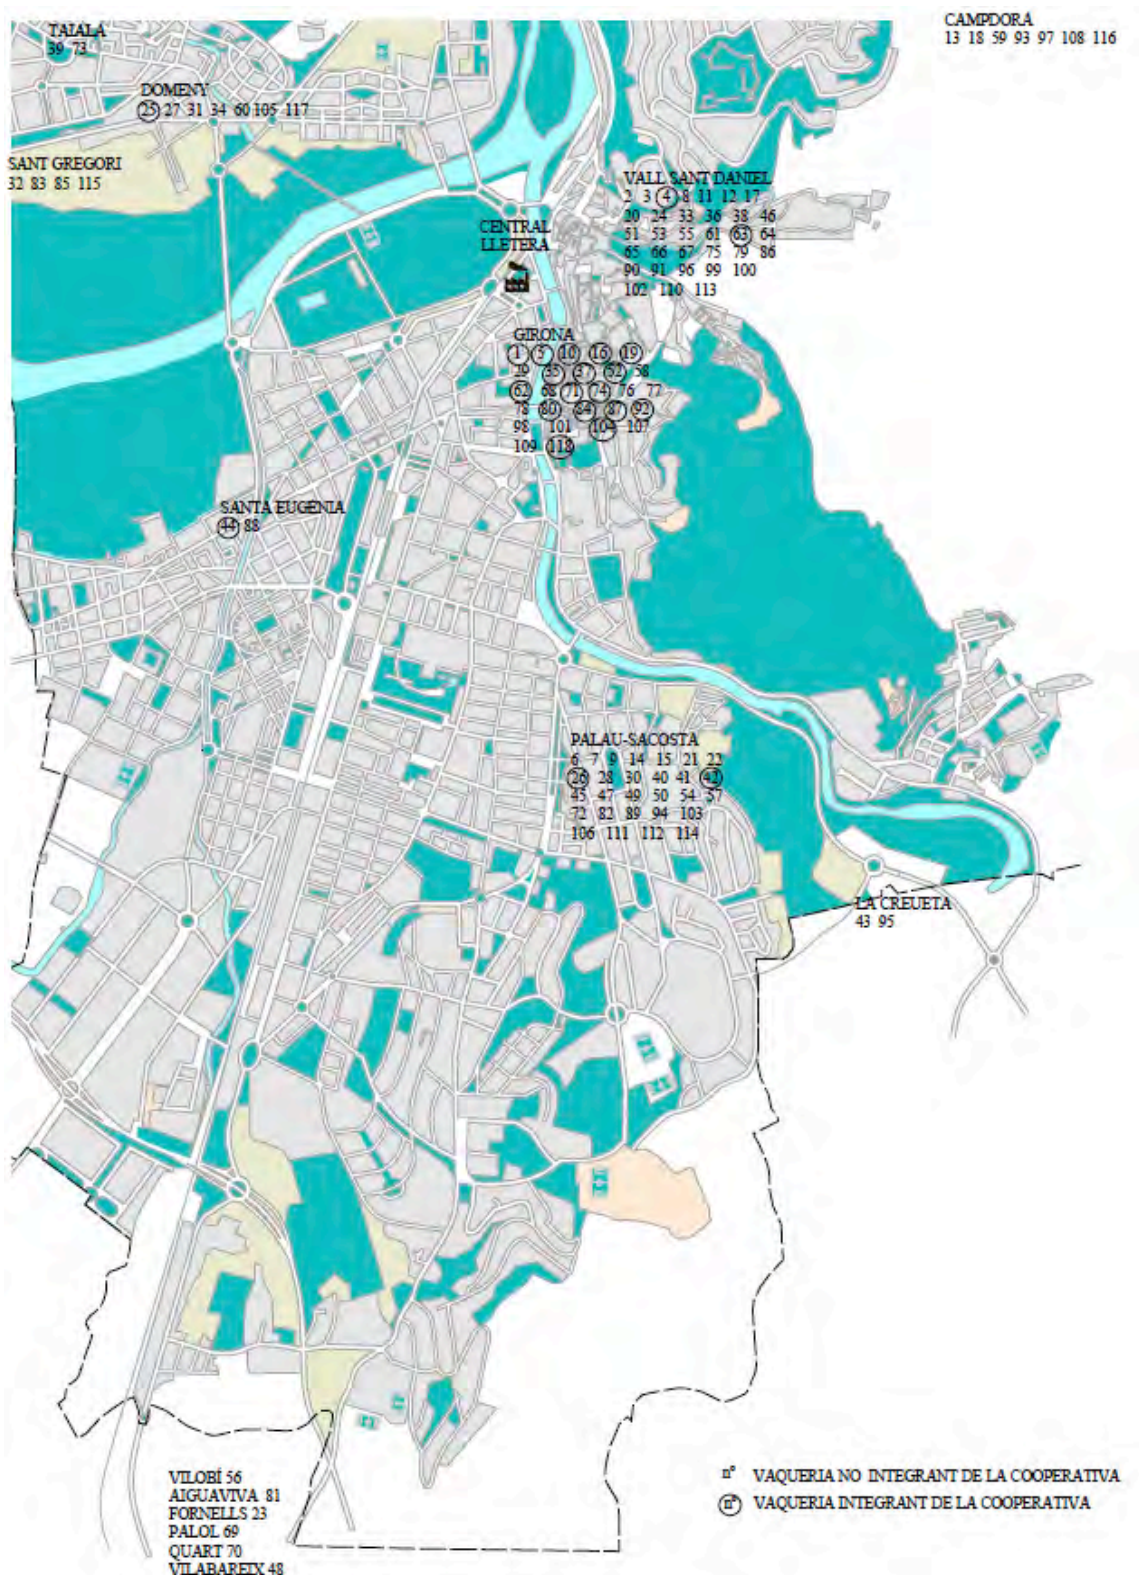 TAIALÀ
39 73
CAMPDORÀ
13 18 59 93 97 108 116
DOMENY
25 27 31 34 60 105 117
SANT GREGORI
32 83 85 115
VALL SANT DANIEL
2 3 4 8 11 12 17
20 24 33 36 38 46
51 53 55 61 63 64
65 66 67 75 79 86
90 91 96 99 100
102 110 113
CENTRAL
LLETERA
GIRONA
1 5 10 16 19
29 35 37 52 58
62 68 71 74 76 77
78 80 84 87 92
98 101 104 107
109 118
SANTA EUGÈNIA
44 88
PALAU-SACOSTA
6 7 9 14 15 21 22
26 28 30 40 41 42
45 47 49 50 54 57
72 82 89 94 103
106 111 112 114
LA CREUETA
43 95
VILOBÍ 56
AIGUAVIVA 81
FORNELLS 23
PALOL 69
QUART 70
VILABAREIX 48
nº VAQUERIA NO INTEGRANT DE LA COOPERATIVA
nº VAQUERIA INTEGRANT DE LA COOPERATIVA